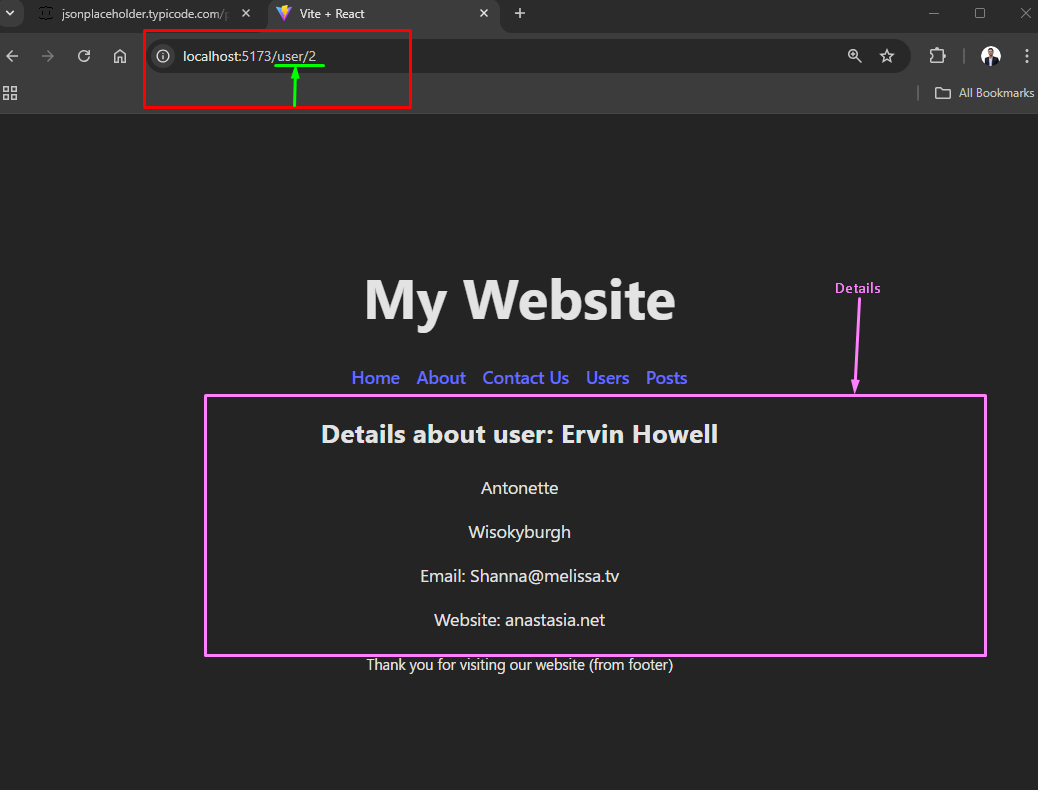 jsonplaceholder.typicode.com/p
Vite + React
localhost:5173/user/2
All Bookmarks
My Website
Details
Home About Contact Us Users Posts
Details about user: Ervin Howell
Antonette
Wisokyburgh
Email: Shanna@melissa.tv
Website: anastasia.net
Thank you for visiting our website (from footer)